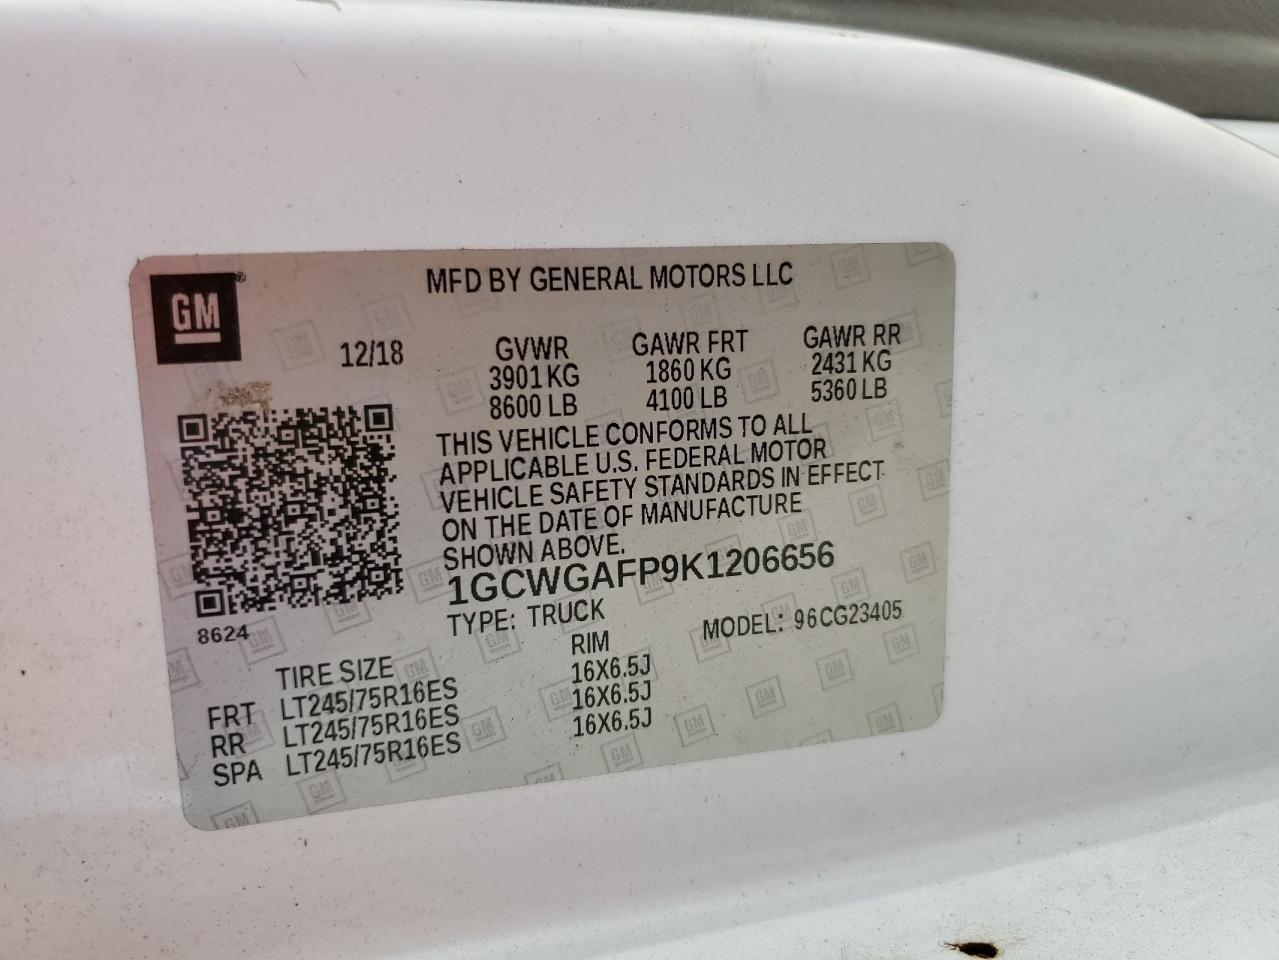 GM®
MFD BY GENERAL MOTORS LLC
12/18
GVWR GAWR FRT GAWR RR
3901 KG 1860 KG 2431 KG
8600 LB 4100 LB 5360 LB
THIS VEHICLE CONFORMS TO ALL
APPLICABLE U.S. FEDERAL MOTOR
VEHICLE SAFETY STANDARDS IN EFFECT
ON THE DATE OF MANUFACTURE
SHOWN ABOVE.
1GCWGAFP9K1206656
8624
TYPE: TRUCK MODEL: 96CG23405
TIRE SIZE RIM
FRT LT245/75R16ES 16X6.5J
RR LT245/75R16ES 16X6.5J
SPA LT245/75R16ES 16X6.5J